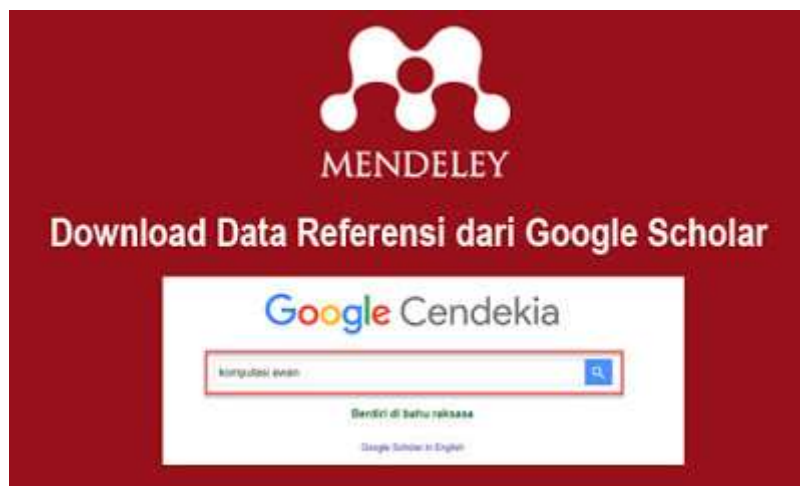 MENDELEY
Download Data Referensi dari Google Scholar
Google Cendekia
komputasi awan
Berdiri di bahu raksasa
Google Scholar in English